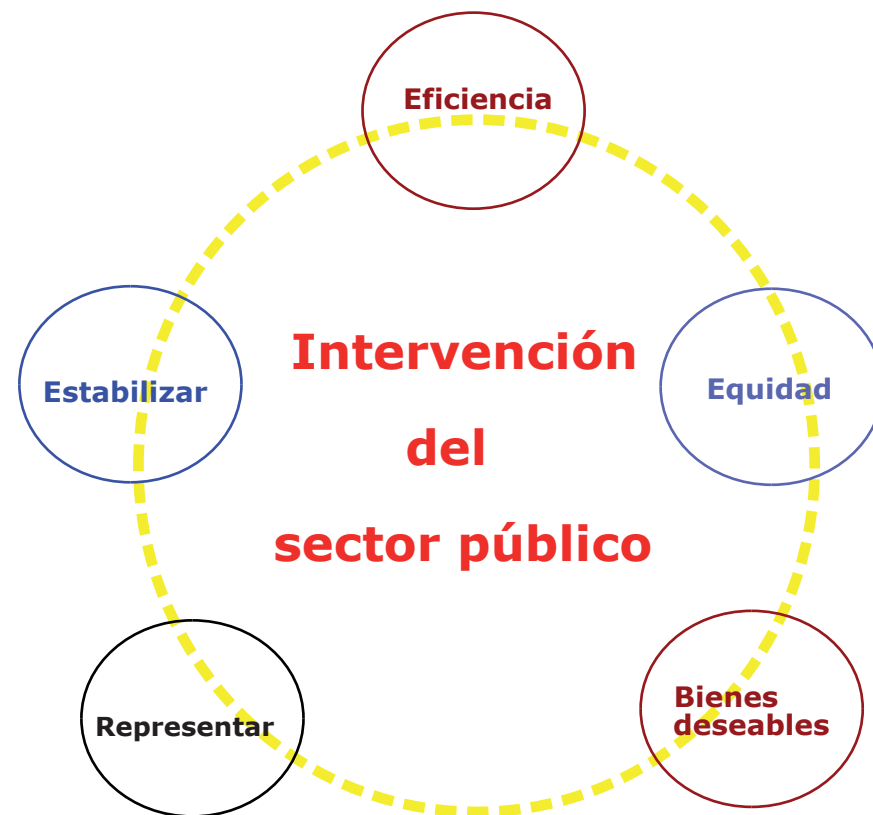 Eficiencia
Intervención
del
sector público
Estabilizar
Equidad
Representar
Bienes
deseables